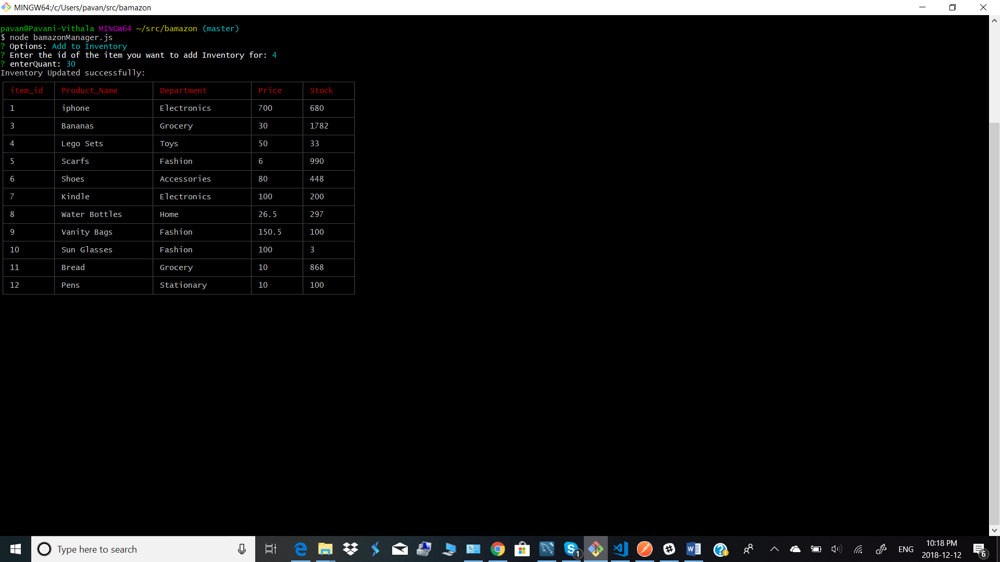 MINGW64:/c/Users/pavan/src/bamazon
pavan@Pavani-Vithala MINGW64 ~/src/bamazon (master)
$ node bamazonManager.js
? Options: Add to Inventory
? Enter the id of the item you want to add Inventory for: 4
? enterQuant: 30
Inventory Updated successfully:
item_id Product_Name Department Price Stock
1 iphone Electronics 700 680
3 Bananas Grocery 30 1782
4 Lego Sets Toys 50 33
5 Scarfs Fashion 6 990
6 Shoes Accessories 80 448
7 Kindle Electronics 100 200
8 Water Bottles Home 26.5 297
9 Vanity Bags Fashion 150.5 100
10 Sun Glasses Fashion 100 3
11 Bread Grocery 10 868
12 Pens Stationary 10 100
Type here to search
1
ENG
10:18 PM
2018-12-12
6